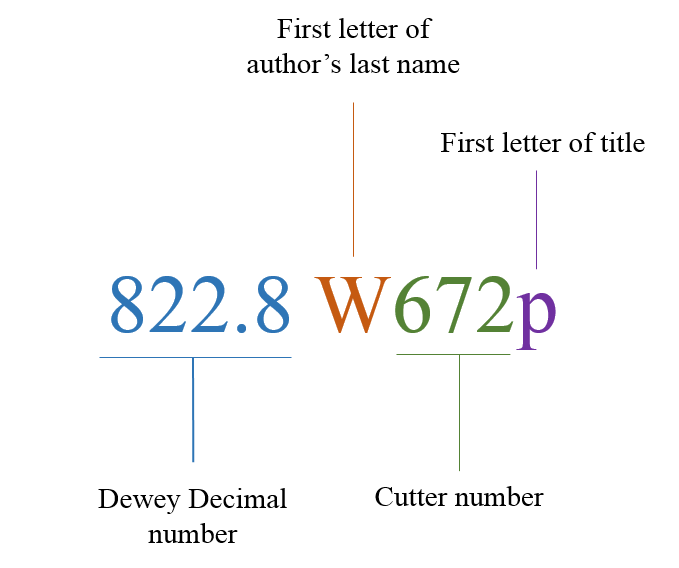 First letter of
author’s last name
First letter of title
822.8 W672p
Dewey Decimal
number
Cutter number